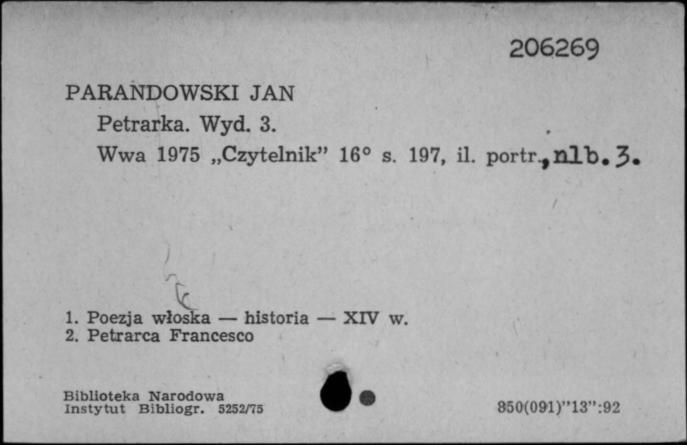 206269
PARANDOWSKI JAN
Petrarka. Wyd. 3.
Wwa 1975 „Czytelnik” 16° s. 197, il. portr., nlb. 3.
1. Poezja włoska — historia — XIV w.
2. Petrarca Francesco
Biblioteka Narodowa
Instytut Bibliogr. 5252/75
850(091)”13”:92